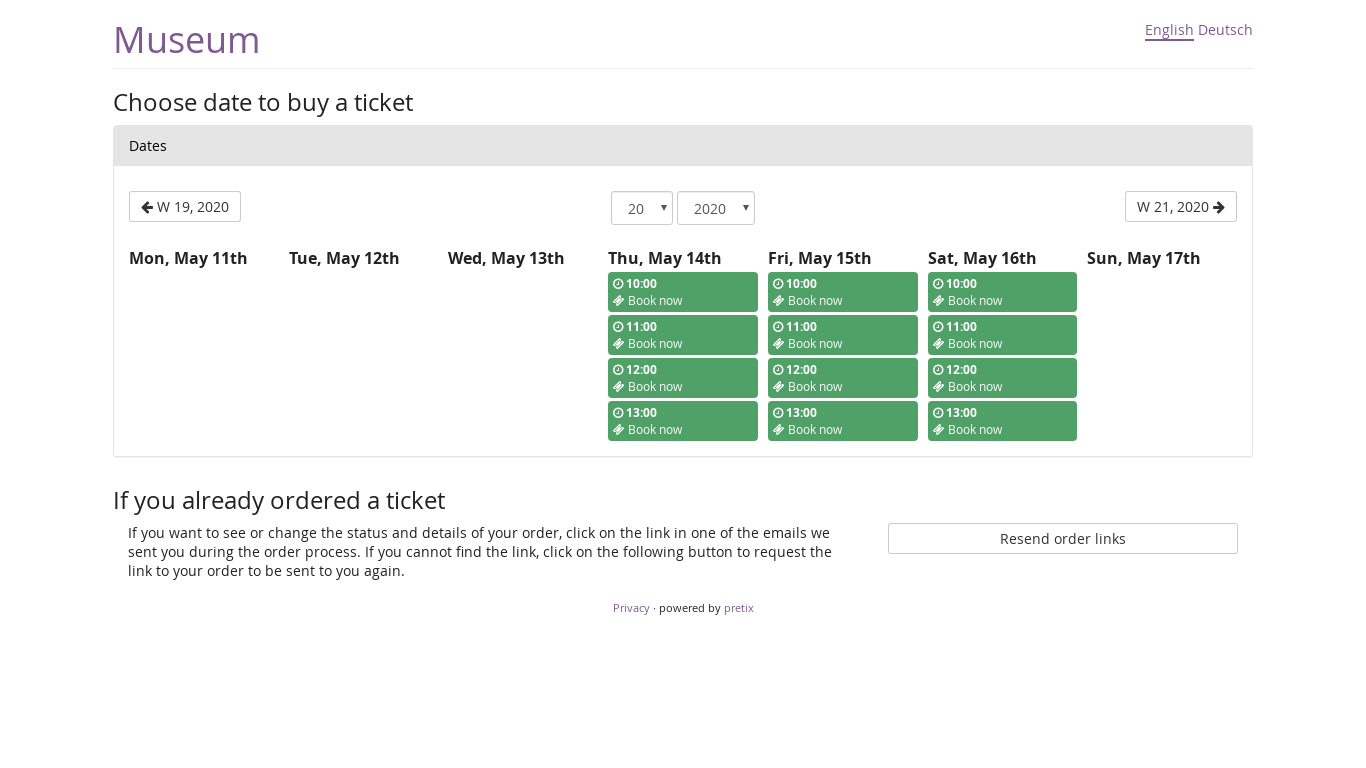 Museum
English Deutsch
Choose date to buy a ticket
Dates
W 19, 2020
20
2020
W 21, 2020
Mon, May 11th
Tue, May 12th
Wed, May 13th
Thu, May 14th
10:00
Book now
11:00
Book now
12:00
Book now
13:00
Book now
Fri, May 15th
10:00
Book now
11:00
Book now
12:00
Book now
13:00
Book now
Sat, May 16th
10:00
Book now
11:00
Book now
12:00
Book now
13:00
Book now
Sun, May 17th
If you already ordered a ticket
If you want to see or change the status and details of your order, click on the link in one of the emails we
sent you during the order process. If you cannot find the link, click on the following button to request the
link to your order to be sent to you again.
Resend order links
Privacy · powered by pretix